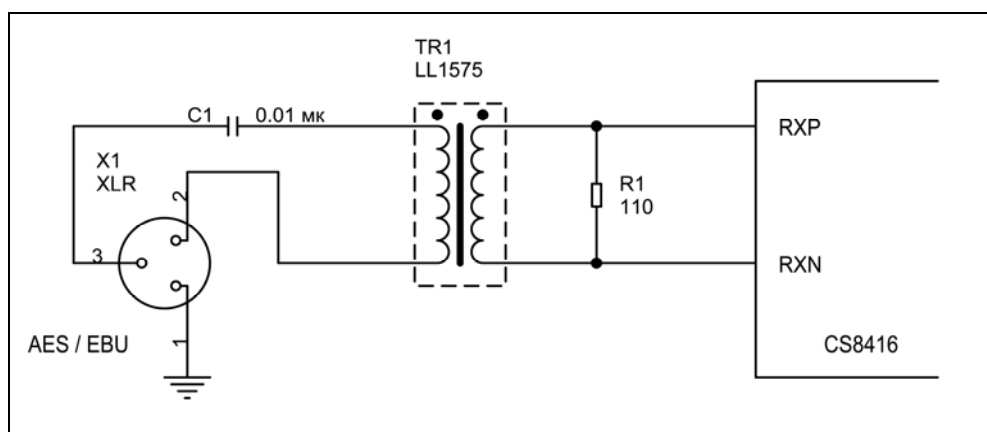 TR1
LL1575
C1 0.01 мк
X1
XLR
2
3
1
AES / EBU
R1
110
RXP
RXN
CS8416